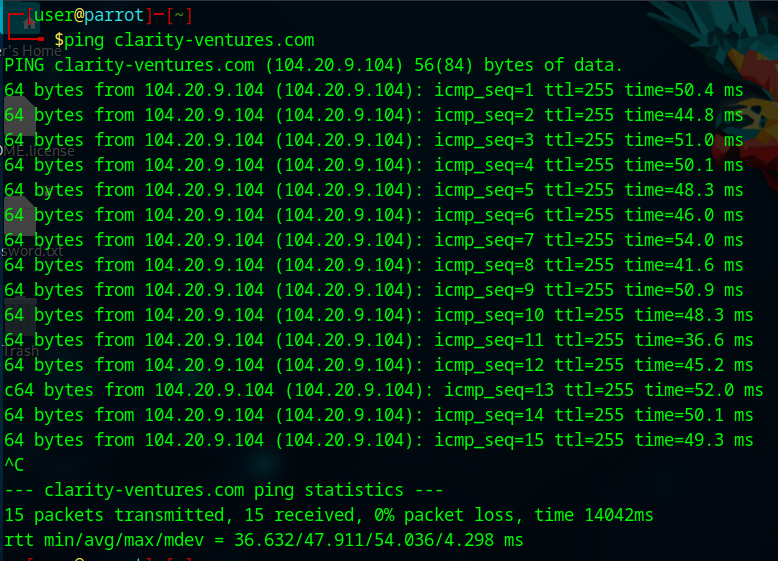 [user@parrot]─[~]
$ping clarity-ventures.com
r's Home
PING clarity-ventures.com (104.20.9.104) 56(84) bytes of data.
64 bytes from 104.20.9.104 (104.20.9.104): icmp_seq=1 ttl=255 time=50.4 ms
64 bytes from 104.20.9.104 (104.20.9.104): icmp_seq=2 ttl=255 time=44.8 ms
64 bytes from 104.20.9.104 (104.20.9.104): icmp_seq=3 ttl=255 time=51.0 ms
ME.license
64 bytes from 104.20.9.104 (104.20.9.104): icmp_seq=4 ttl=255 time=50.1 ms
64 bytes from 104.20.9.104 (104.20.9.104): icmp_seq=5 ttl=255 time=48.3 ms
64 bytes from 104.20.9.104 (104.20.9.104): icmp_seq=6 ttl=255 time=46.0 ms
64 bytes from 104.20.9.104 (104.20.9.104): icmp_seq=7 ttl=255 time=54.0 ms
sword.txt
64 bytes from 104.20.9.104 (104.20.9.104): icmp_seq=8 ttl=255 time=41.6 ms
64 bytes from 104.20.9.104 (104.20.9.104): icmp_seq=9 ttl=255 time=50.9 ms
64 bytes from 104.20.9.104 (104.20.9.104): icmp_seq=10 ttl=255 time=48.3 ms
64 bytes from 104.20.9.104 (104.20.9.104): icmp_seq=11 ttl=255 time=36.6 ms
Trash
64 bytes from 104.20.9.104 (104.20.9.104): icmp_seq=12 ttl=255 time=45.2 ms
c64 bytes from 104.20.9.104 (104.20.9.104): icmp_seq=13 ttl=255 time=52.0 ms
64 bytes from 104.20.9.104 (104.20.9.104): icmp_seq=14 ttl=255 time=50.1 ms
64 bytes from 104.20.9.104 (104.20.9.104): icmp_seq=15 ttl=255 time=49.3 ms
^C
--- clarity-ventures.com ping statistics ---
15 packets transmitted, 15 received, 0% packet loss, time 14042ms
rtt min/avg/max/mdev = 36.632/47.911/54.036/4.298 ms
[user@parrot]─[~]